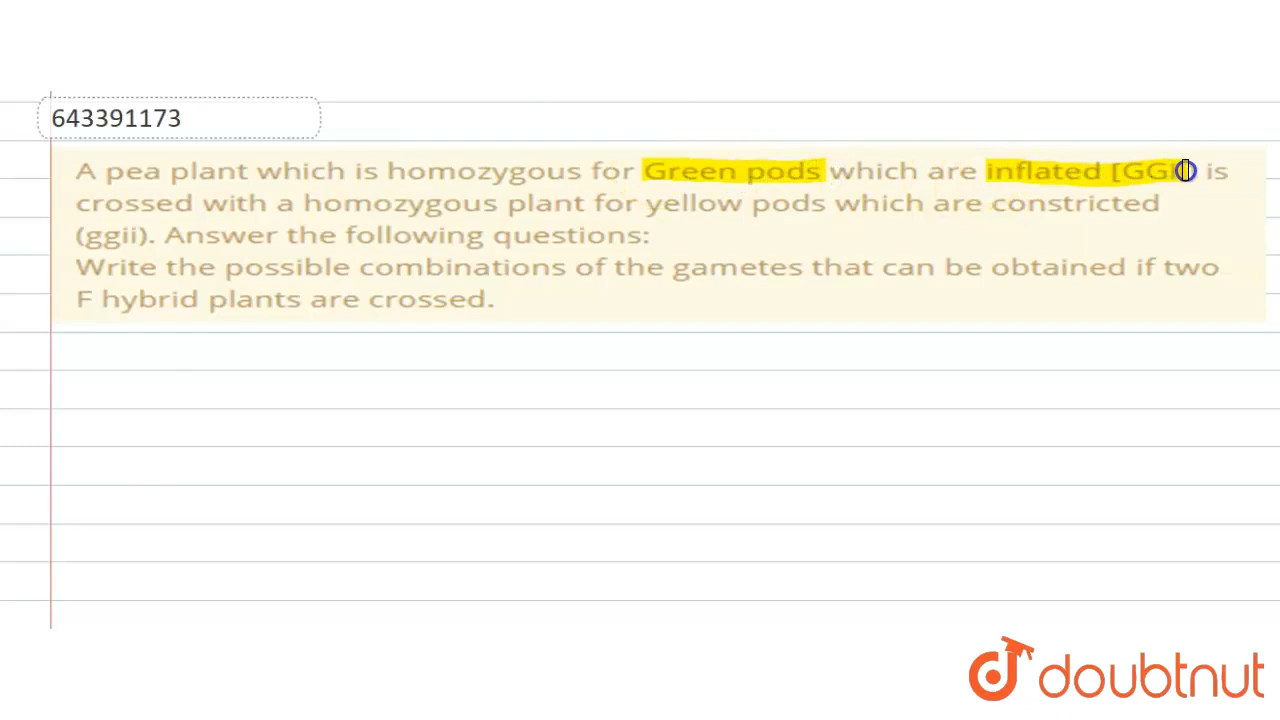 643391173
A pea plant which is homozygous for Green pods which are inflated [GGI is
crossed with a homozygous plant for yellow pods which are constricted
(ggii). Answer the following questions:
Write the possible combinations of the gametes that can be obtained if two
F hybrid plants are crossed.
doubtnut